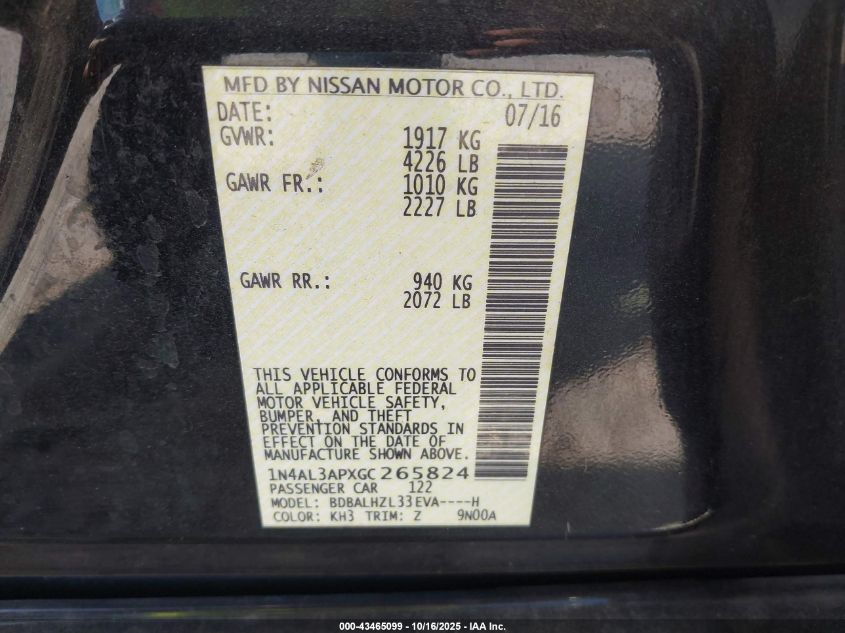 MFD BY NISSAN MOTOR CO., LTD.
DATE: 07/16
GVWR: 1917 KG
4226 LB
GAWR FR.: 1010 KG
2227 LB
GAWR RR.: 940 KG
2072 LB
THIS VEHICLE CONFORMS TO
ALL APPLICABLE FEDERAL
MOTOR VEHICLE SAFETY,
BUMPER, AND THEFT
PREVENTION STANDARDS IN
EFFECT ON THE DATE OF
MANUFACTURE SHOWN ABOVE.
1N4AL3APXGC265824
PASSENGER CAR 122
MODEL: BDBALHZL33EVA----H
COLOR: KH3 TRIM: Z 9N00A
000-43465099 - 10/16/2025 - IAA Inc.